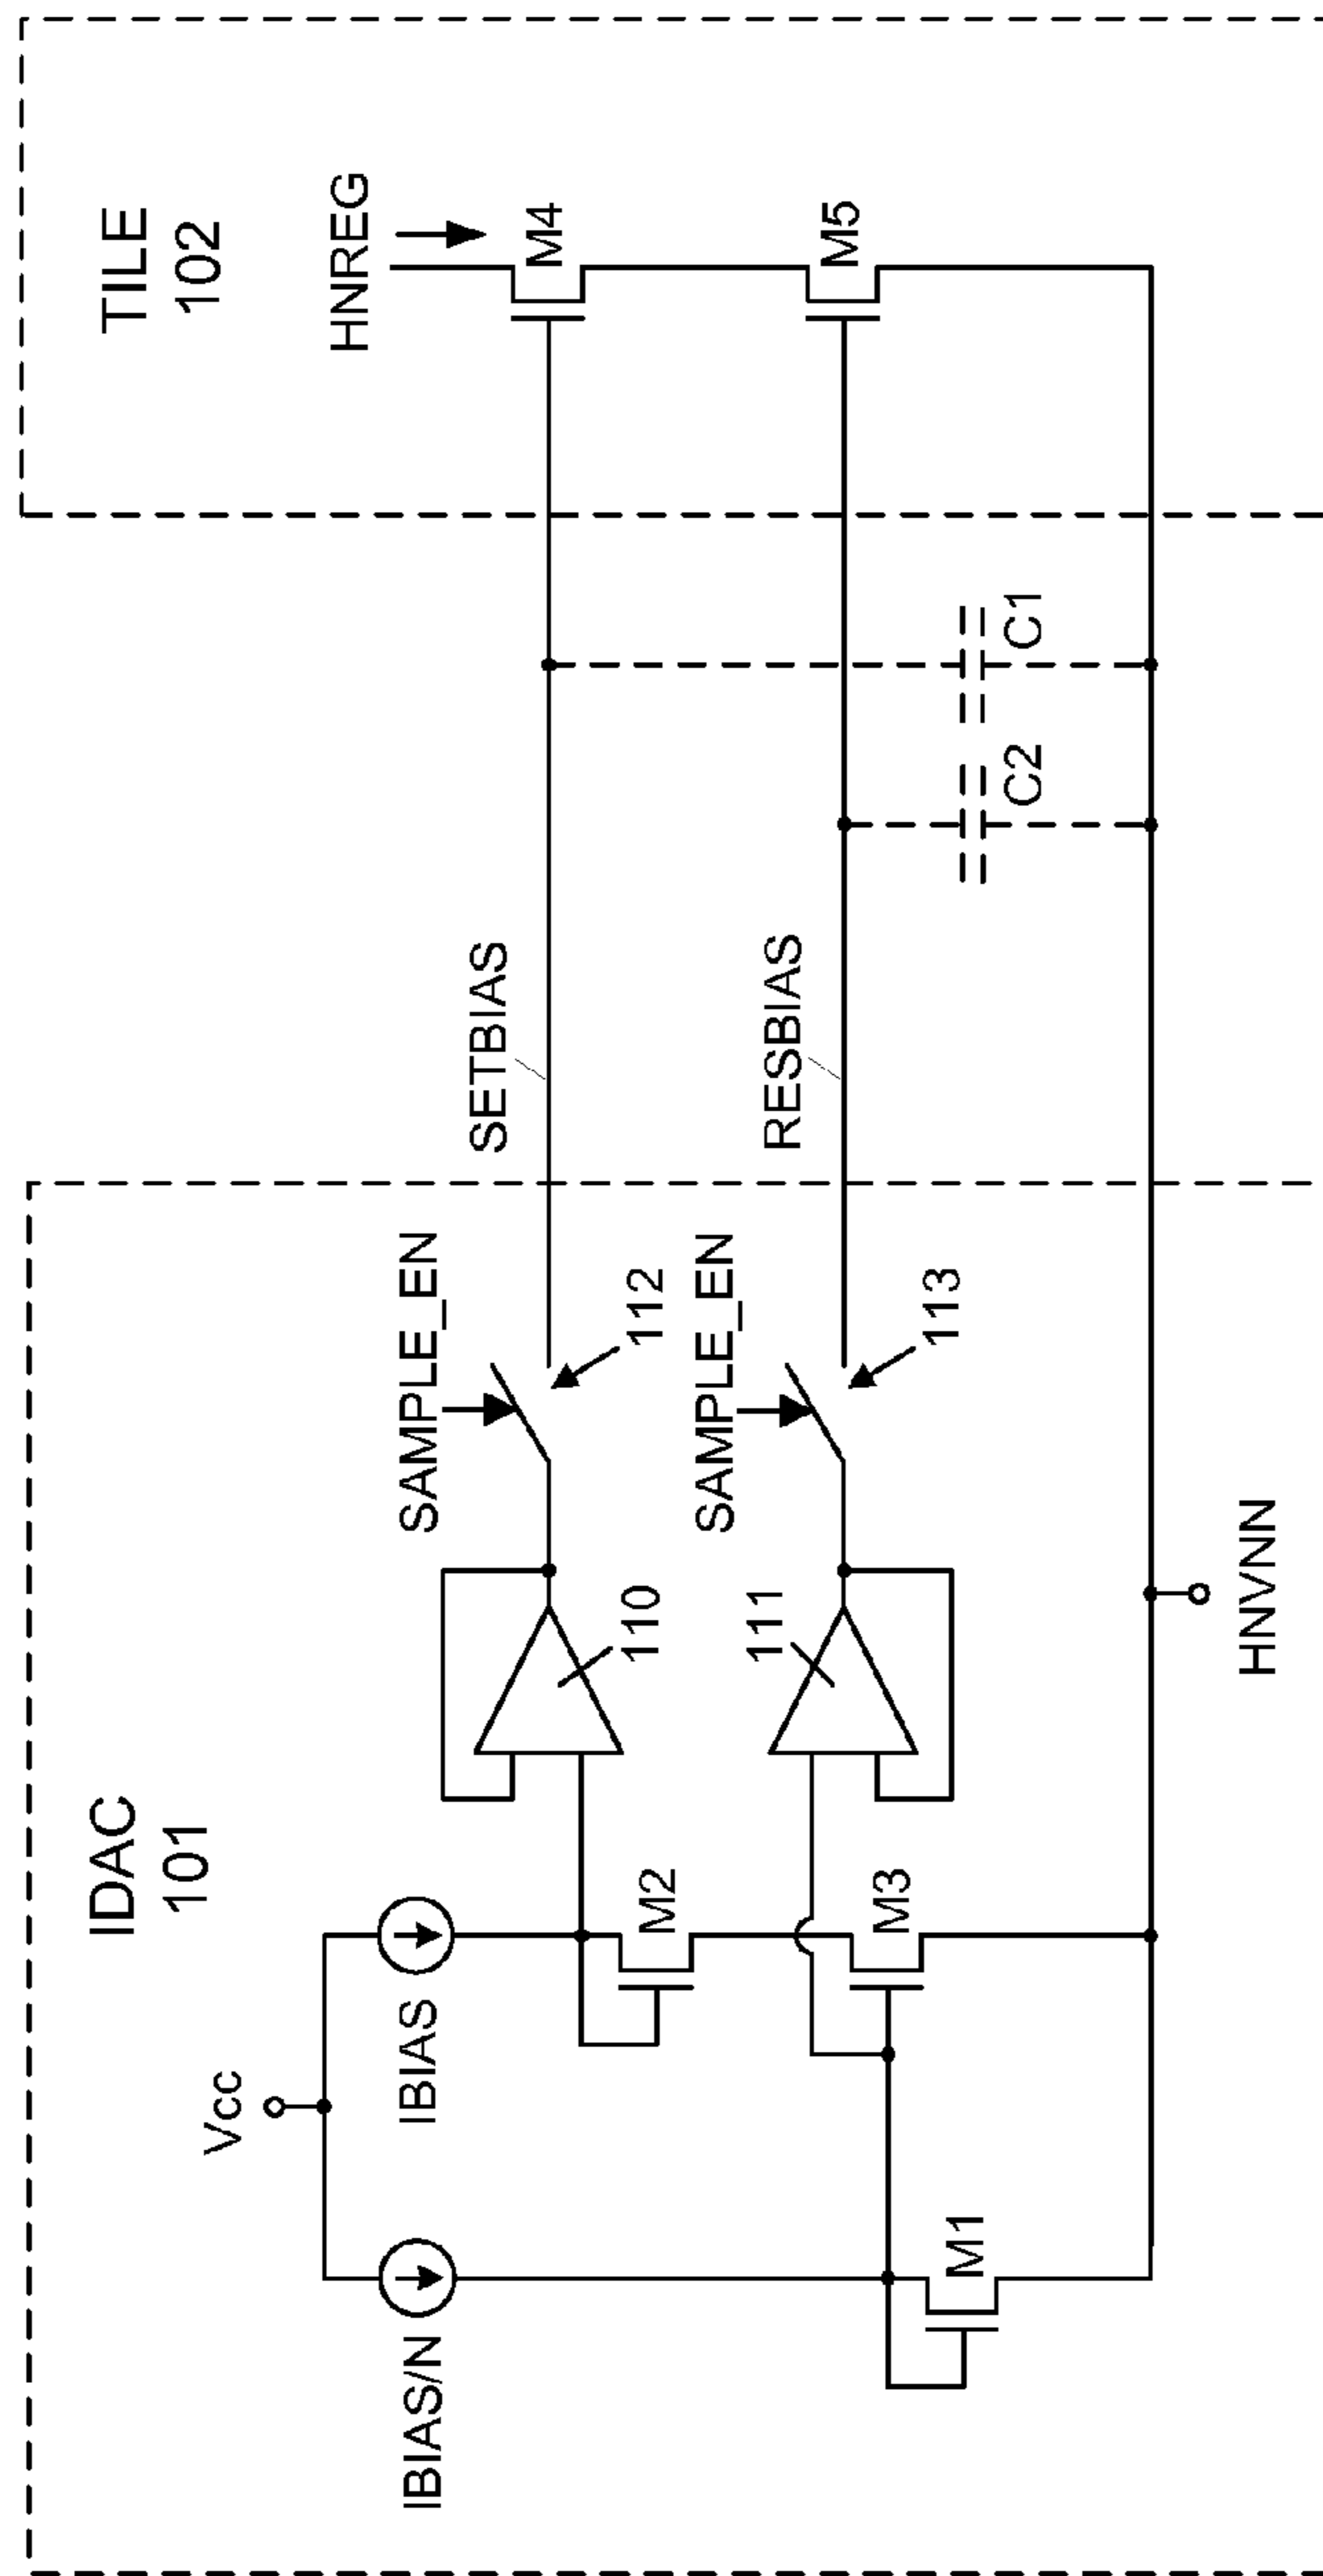 IDAC
101
TILE
102
Vcc
IBIAS/N
IBIAS
HNREG
SAMPLE_EN
SETBIAS
M4
110
112
M2
SAMPLE_EN
RESBIAS
M5
111
113
M3
C2
C1
M1
HNVNN